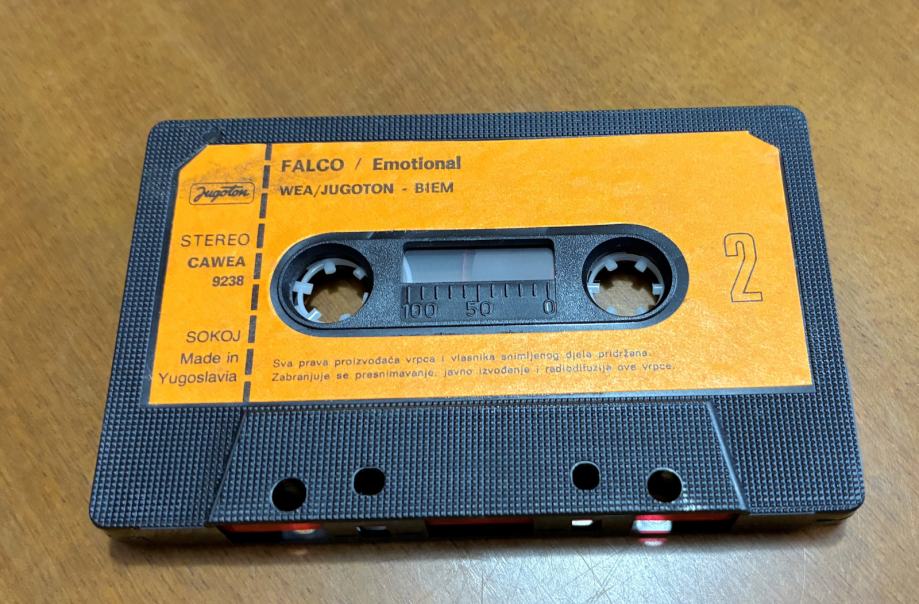 FALCO / Emotional
WEA/JUGOTON - BIEM
Jugoton
STEREO
CAWEA
9238
SOKOJ
Made in
Yugoslavia
2
100 50 0
Sva prava proizvođača vrpca i vlasnika snimljenog djela pridržana.
Zabranjuje se presnimavanje, javno izvođenje i radiodifuzija ove vrpce.